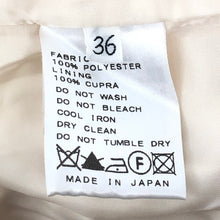 36
FABRIC
100% POLYESTER
LINING
100% CUPRA
DO NOT WASH
DO NOT BLEACH
COOL IRON
DRY CLEAN
DO NOT TUMBLE DRY
F
MADE IN JAPAN